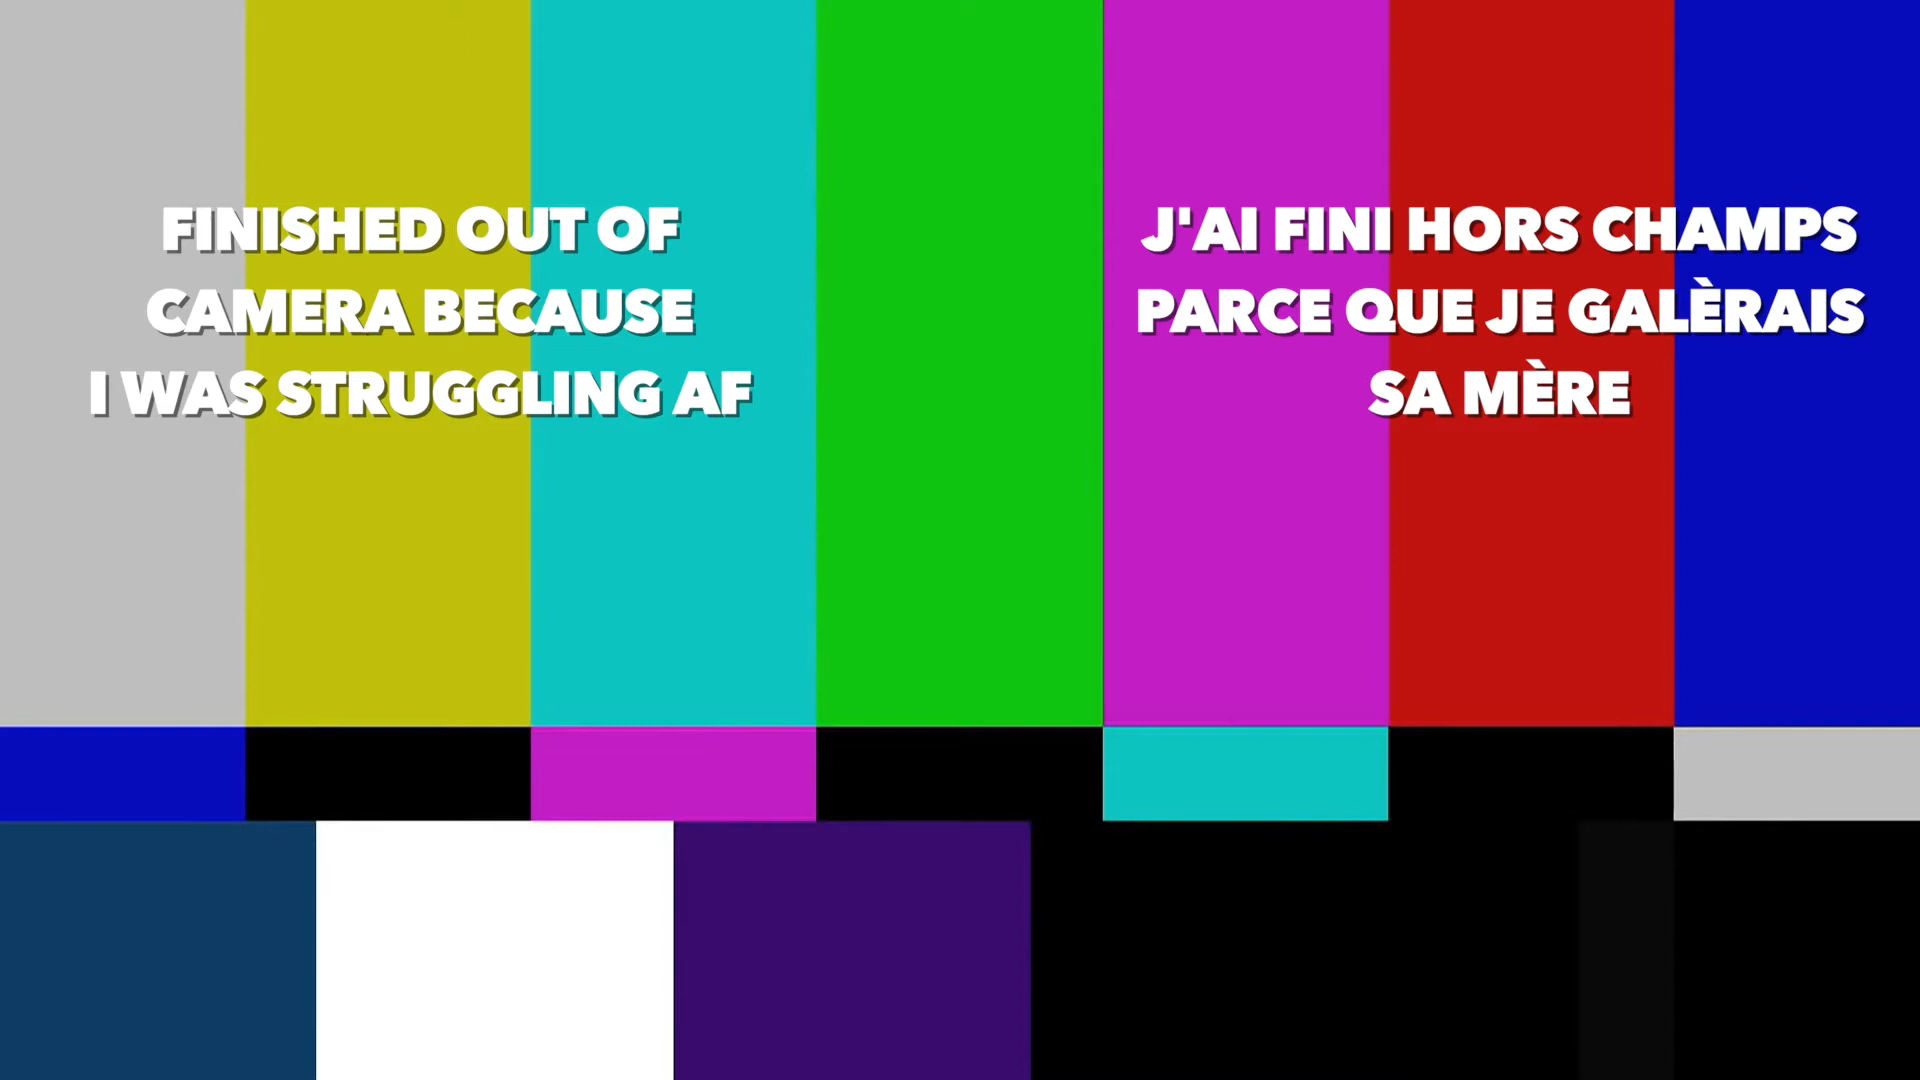 FINISHED OUT OF
CAMERA BECAUSE
I WAS STRUGGLING AF
J'AI FINI HORS CHAMPS
PARCE QUE JE GALÈRAIS
SA MÈRE